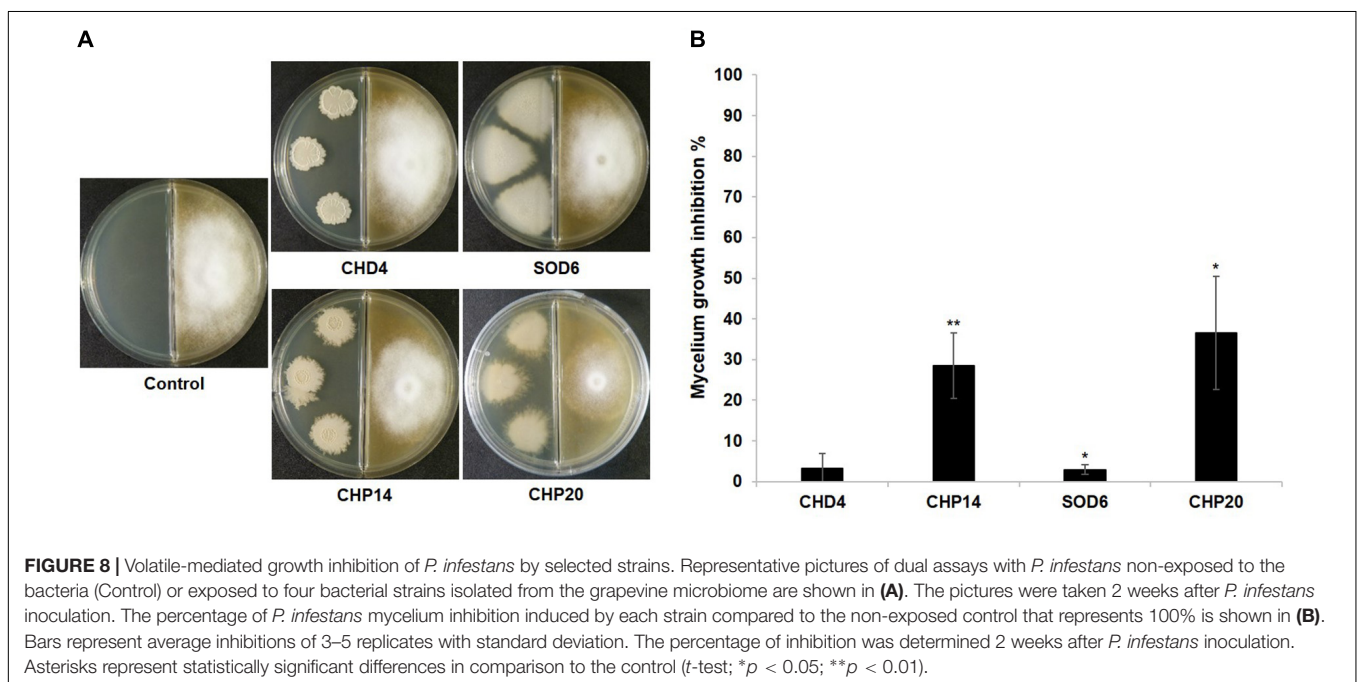 A
B
CHD4
SOD6
Control
CHP14
CHP20
Mycelium growth inhibition %
100
90
80
70
60
50
40
30
20
10
0
**
*
*
CHD4
CHP14
SOD6
CHP20
FIGURE 8 | Volatile-mediated growth inhibition of P. infestans by selected strains. Representative pictures of dual assays with P. infestans non-exposed to the
bacteria (Control) or exposed to four bacterial strains isolated from the grapevine microbiome are shown in (A). The pictures were taken 2 weeks after P. infestans
inoculation. The percentage of P. infestans mycelium inhibition induced by each strain compared to the non-exposed control that represents 100% is shown in (B).
Bars represent average inhibitions of 3–5 replicates with standard deviation. The percentage of inhibition was determined 2 weeks after P. infestans inoculation.
Asterisks represent statistically significant differences in comparison to the control (t-test; *p < 0.05; **p < 0.01).